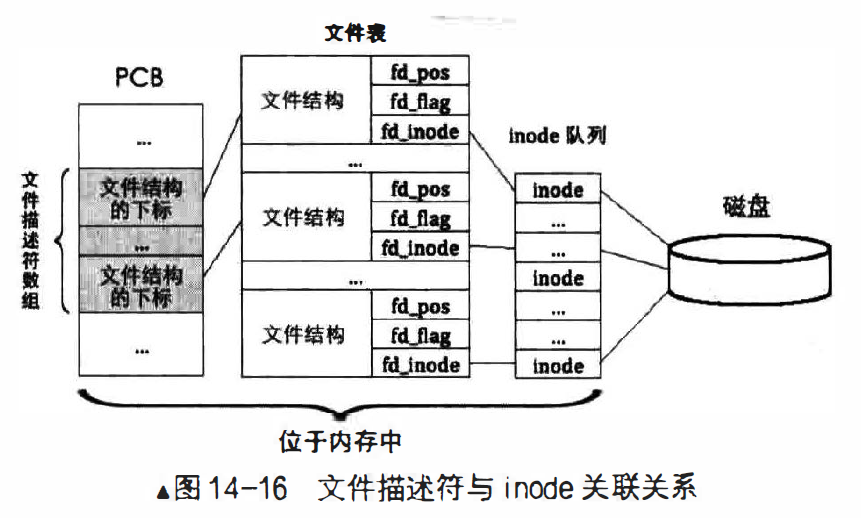 文件表
PCB
...
文件描述符数组
文件结构的下标
...
文件结构的下标
...
文件结构
fd_pos
fd_flag
fd_inode
...
文件结构
fd_pos
fd_flag
fd_inode
...
文件结构
fd_pos
fd_flag
fd_inode
inode 队列
inode
...
...
inode
...
...
inode
磁盘
位于内存中
▲图 14-16 文件描述符与 inode 关联关系